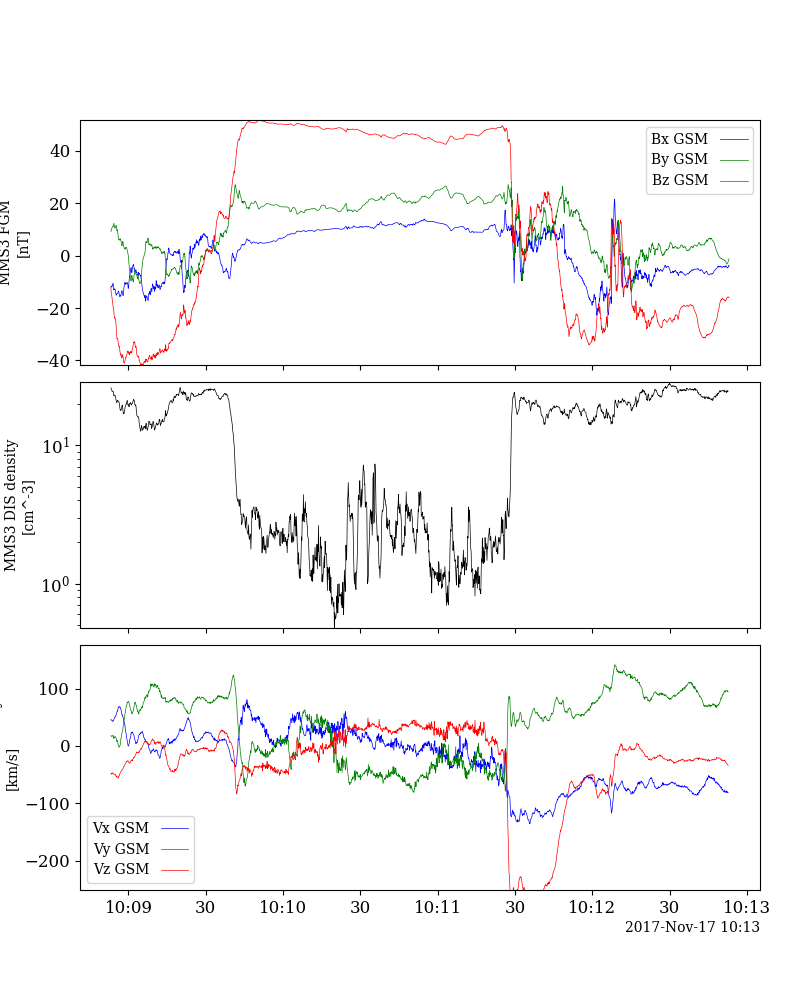 MMS3 FGM
[nT]
40
20
0
−20
−40
Bx GSM
By GSM
Bz GSM
MMS3 DIS density
[cm^-3]
10^1
10^0
[km/s]
100
0
−100
−200
Vx GSM
Vy GSM
Vz GSM
10:09 30 10:10 30 10:11 30 10:12 30 10:13
2017-Nov-17 10:13